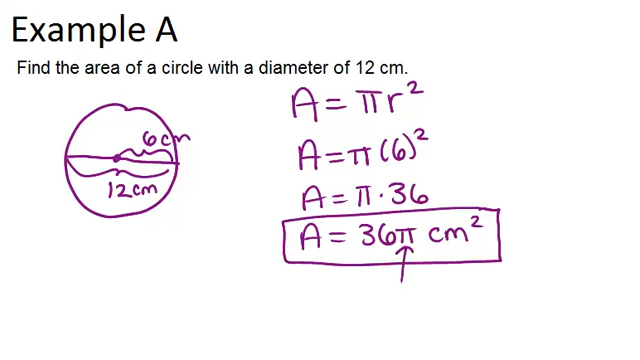 Example A
Find the area of a circle with a diameter of 12 cm.
6cm
12cm
A = πr²
A = π(6)²
A = π · 36
A = 36π cm²